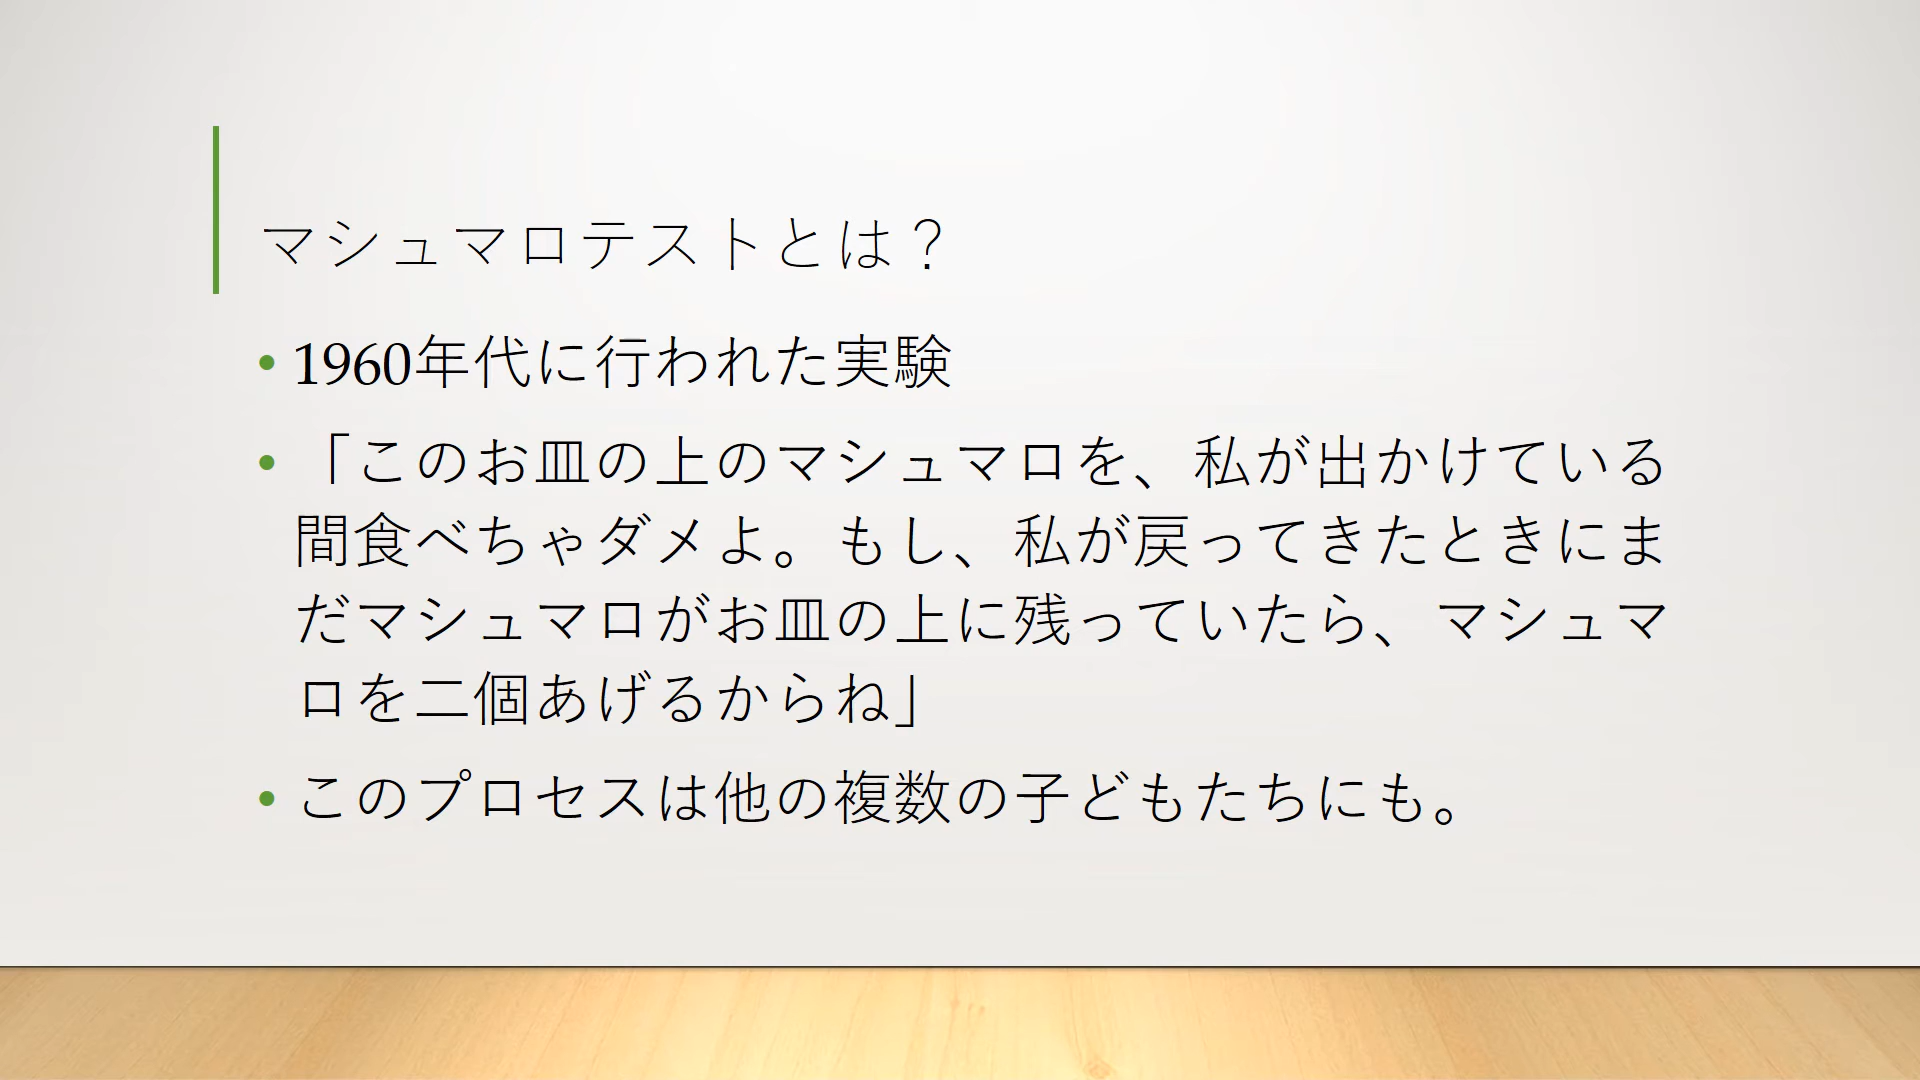 マシュマロテストとは？
• 1960年代に行われた実験
• 「このお皿の上のマシュマロを、私が出かけている
間食べちゃダメよ。もし、私が戻ってきたときにま
だマシュマロがお皿の上に残っていたら、マシュマ
ロを二個あげるからね」
• このプロセスは他の複数の子どもたちにも。